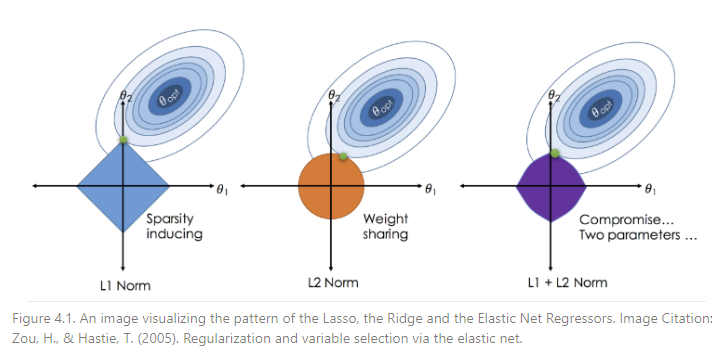 θ2
θopt
θ1
Sparsity
inducing
L1 Norm
θ2
θopt
θ1
Weight
sharing
L2 Norm
θ2
θopt
θ1
Compromise...
Two parameters ...
L1 + L2 Norm
Figure 4.1. An image visualizing the pattern of the Lasso, the Ridge and the Elastic Net Regressors. Image Citation:
Zou, H., & Hastie, T. (2005). Regularization and variable selection via the elastic net.